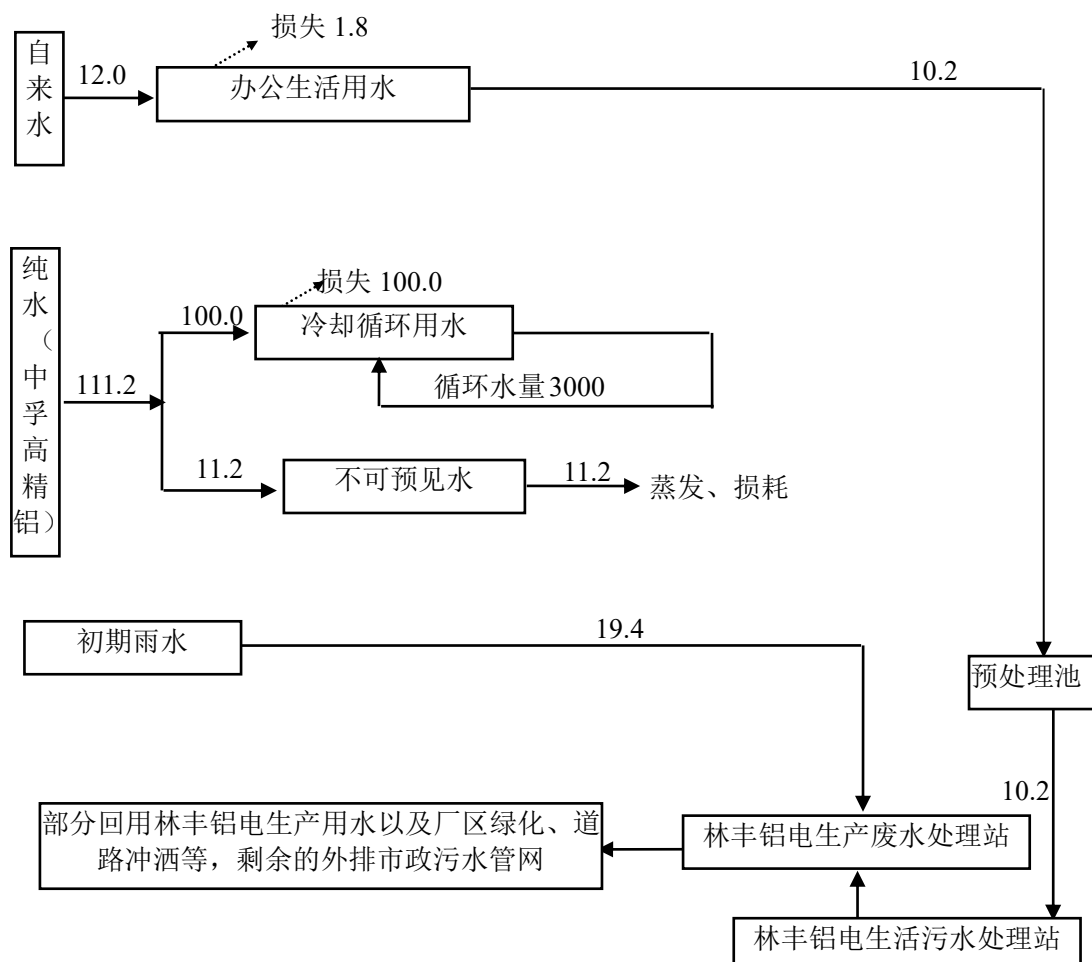 损失 1.8
自来水
12.0
办公生活用水
10.2
纯水（中孚高精铝）
111.2
损失 100.0
100.0
冷却循环用水
循环水量 3000
11.2
不可预见水
11.2
蒸发、损耗
初期雨水
19.4
预处理池
10.2
部分回用林丰铝电生产用水以及厂区绿化、道
路冲洒等，剩余的外排市政污水管网
林丰铝电生产废水处理站
林丰铝电生活污水处理站